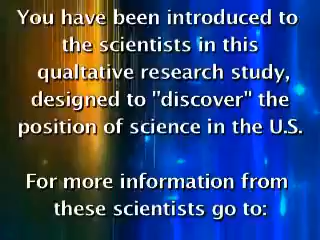 You have been introduced to
the scientists in this
qualtative research study,
designed to "discover" the
position of science in the U.S.
For more information from
these scientists go to: